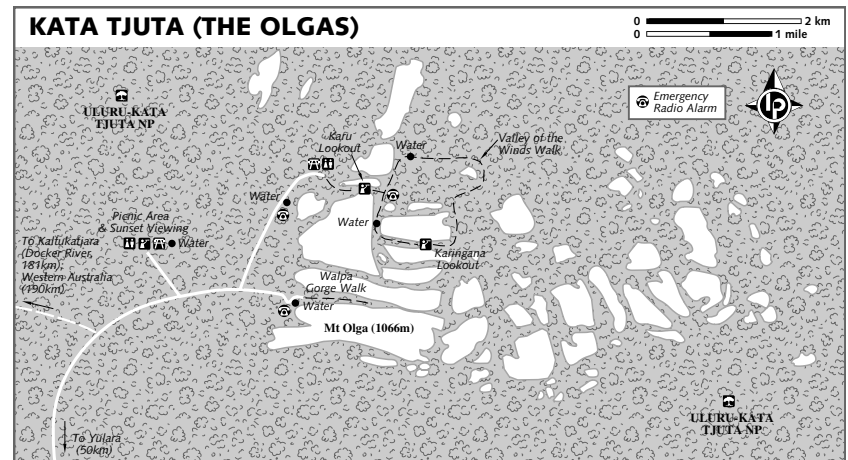 KATA TJUTA (THE OLGAS)
0 2 km
0 1 mile
Emergency
Radio Alarm
lp
ULURU-KATA
TJUTA NP
Karu
Lookout
Water
Valley of the
Winds Walk
Water
Picnic Area
& Sunset Viewing
Water
Water
To Kaltukatjara
(Docker River,
181km);
Western Australia
(190km)
Karingana
Lookout
Walpa
Gorge Walk
Water
Mt Olga (1066m)
ULURU-KATA
TJUTA NP
To Yulara
(50km)